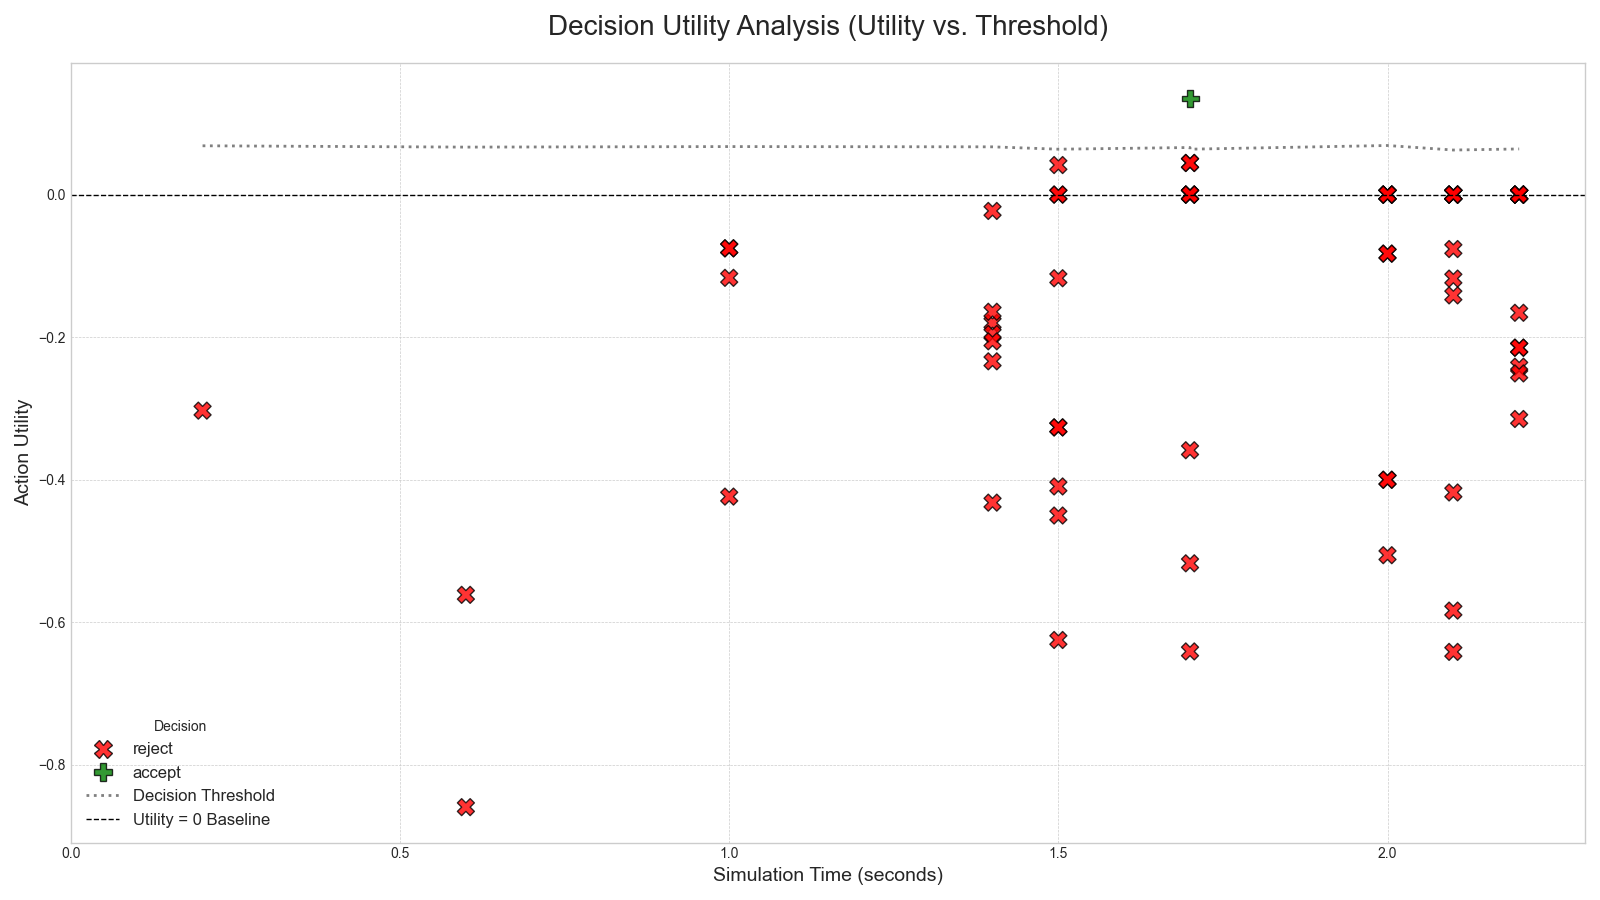 Decision Utility Analysis (Utility vs. Threshold)
Action Utility
0.0
−0.2
−0.4
−0.6
−0.8
Decision
reject
accept
Decision Threshold
Utility = 0 Baseline
0.0 0.5 1.0 1.5 2.0
Simulation Time (seconds)